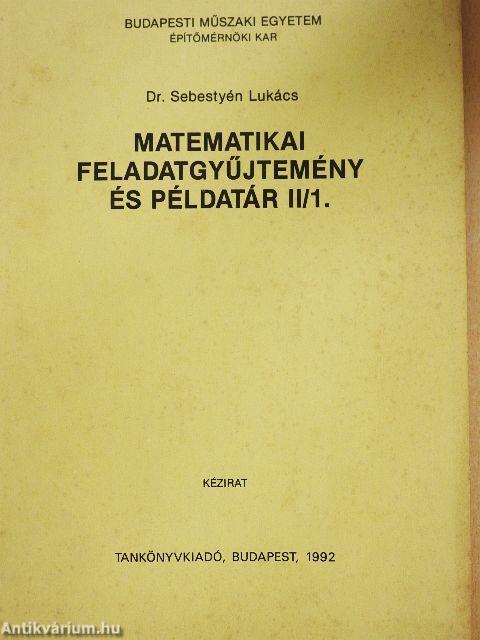 BUDAPESTI MŰSZAKI EGYETEM
ÉPÍTŐMÉRNÖKI KAR
Dr. Sebestyén Lukács
MATEMATIKAI
FELADATGYŰJTEMÉNY
ÉS PÉLDATÁR II/1.
KÉZIRAT
TANKÖNYVKIADÓ, BUDAPEST, 1992
Antikvárium.hu